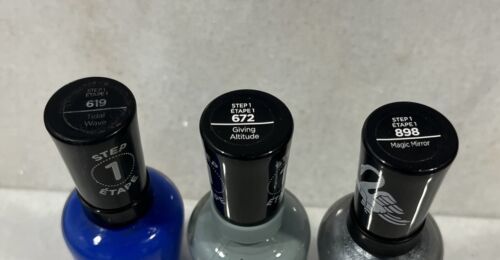 STEP 1
ÉTAPE 1
619
Tidal
Wave
STEP
1
ÉTAPE
STEP 1
ÉTAPE 1
672
Giving
Altitude
STEP 1
ÉTAPE 1
898
Magic Mirror